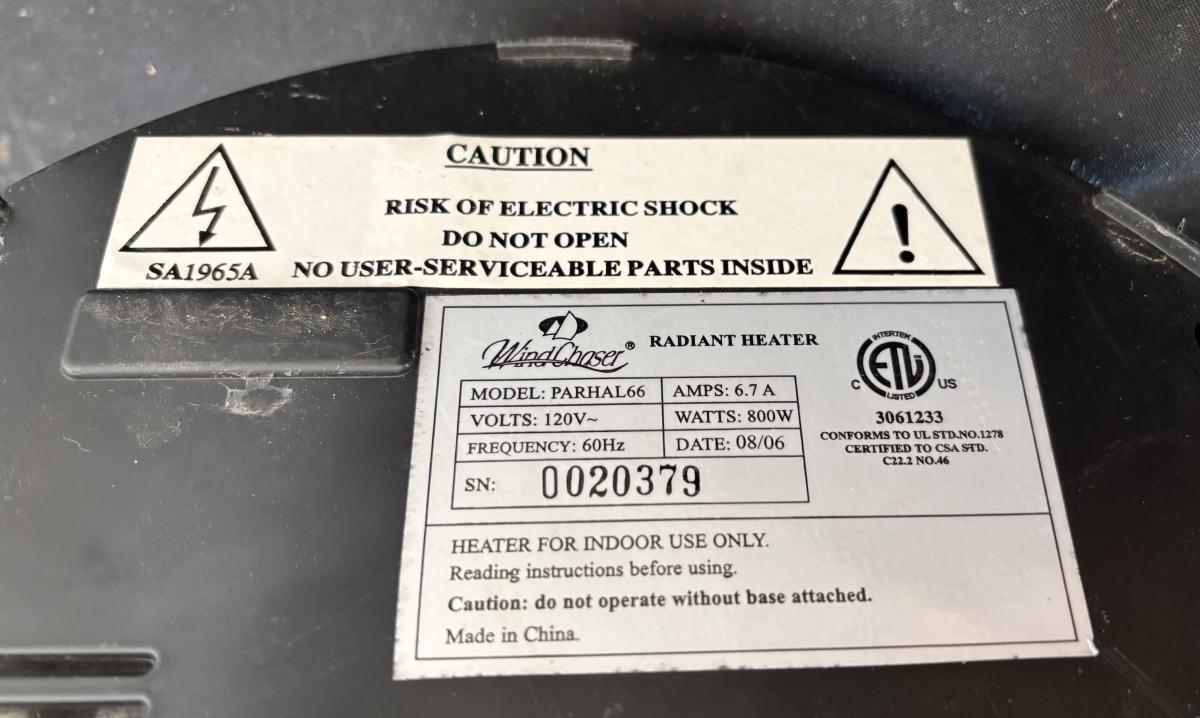 CAUTION
RISK OF ELECTRIC SHOCK
DO NOT OPEN
SA1965A NO USER-SERVICEABLE PARTS INSIDE
WindChaser® RADIANT HEATER
MODEL: PARHAL66 AMPS: 6.7 A
VOLTS: 120V~ WATTS: 800W
FREQUENCY: 60Hz DATE: 08/06
SN: 0020379
INTERTEK
C ETL US
LISTED
3061233
CONFORMS TO UL STD.NO.1278
CERTIFIED TO CSA STD.
C22.2 NO.46
HEATER FOR INDOOR USE ONLY.
Reading instructions before using.
Caution: do not operate without base attached.
Made in China.